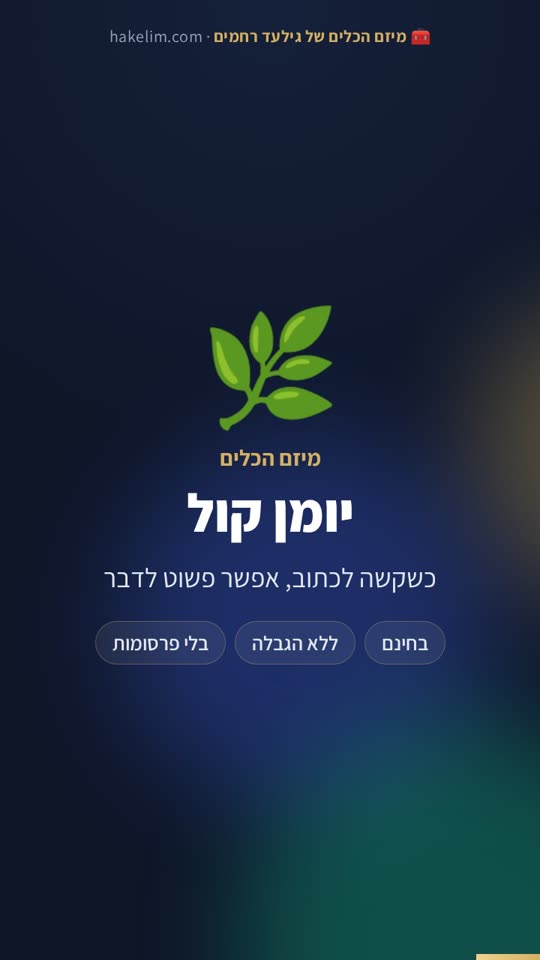 🧰 מיזם הכלים של גילעד רחמים · hakelim.com
מיזם הכלים
יומן קול
כשקשה לכתוב, אפשר פשוט לדבר
בחינם
ללא הגבלה
בלי פרסומות